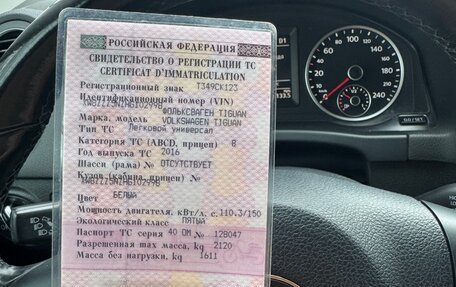 РОССИЙСКАЯ ФЕДЕРАЦИЯ
СВИДЕТЕЛЬСТВО О РЕГИСТРАЦИИ ТС
CERTIFICAT D'IMMATRICULATION
Регистрационный знак Т349СК123
Идентификационный номер (VIN)
ФОЛЬКСВАГЕН TIGUAN
Марка, модель VOLKSWAGEN TIGUAN
Тип ТС Легковой универсал
Категория ТС (ABCD, прицеп) B
Год выпуска ТС 2016
Шасси (рама) № ОТСУТСТВУЕТ
Кузов (кабина, прицеп) №
Цвет БЕЛЫЙ
Мощность двигателя, кВт/л. с. 110.3/150
Экологический класс ПЯТЫЙ
Паспорт ТС серия 40 ОМ № 128047
Разрешенная max масса, kg 2120
Масса без нагрузки, kg 1611
120
240